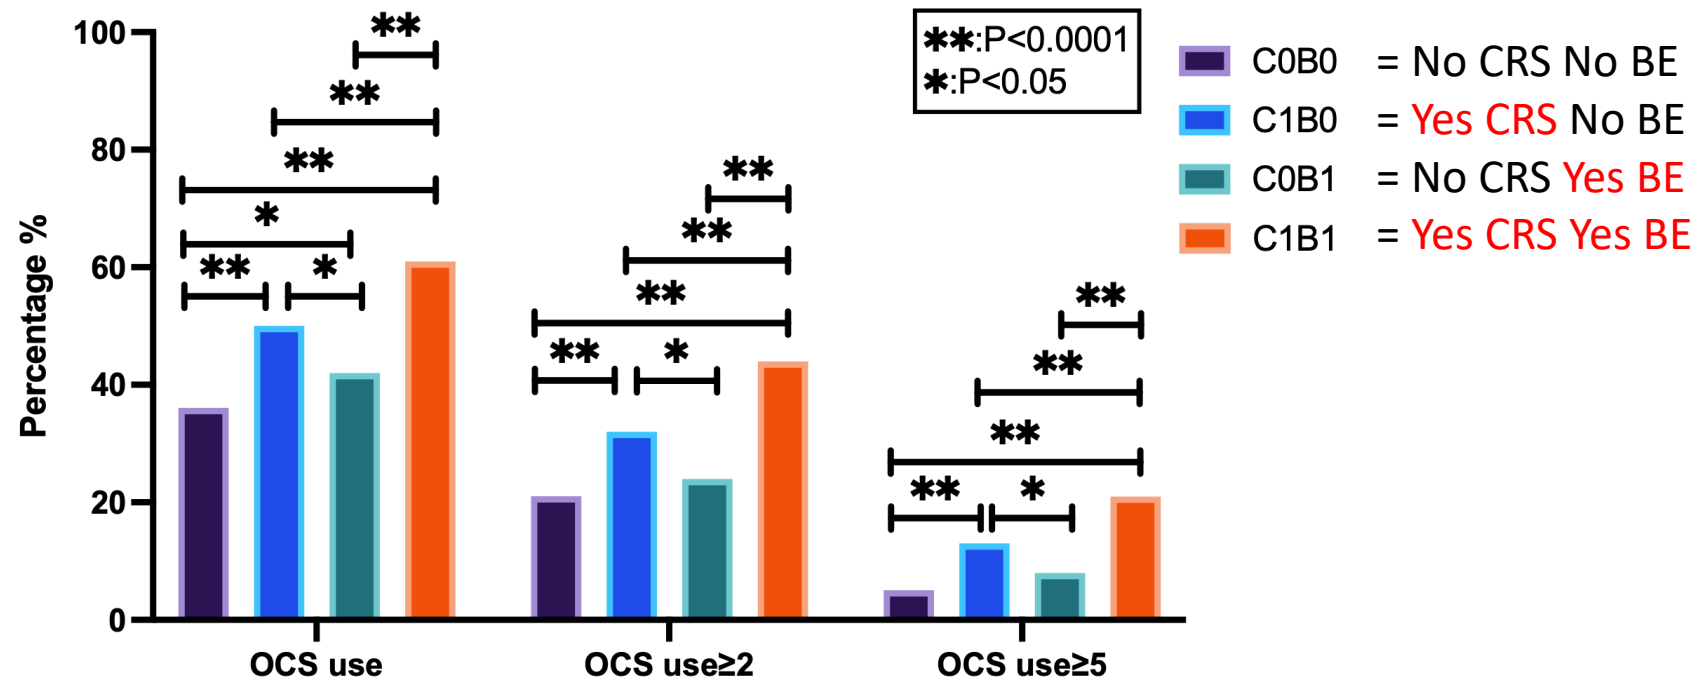 Percentage %
100
80
60
40
20
0
✱✱
✱✱
✱✱
✱
✱✱ ✱
✱✱
✱✱
✱✱
✱✱ ✱
✱✱
✱✱
✱✱
✱✱ ✱
OCS use OCS use≥2 OCS use≥5
✱✱:P<0.0001
✱:P<0.05
C0B0 = No CRS No BE
C1B0 = Yes CRS No BE
C0B1 = No CRS Yes BE
C1B1 = Yes CRS Yes BE